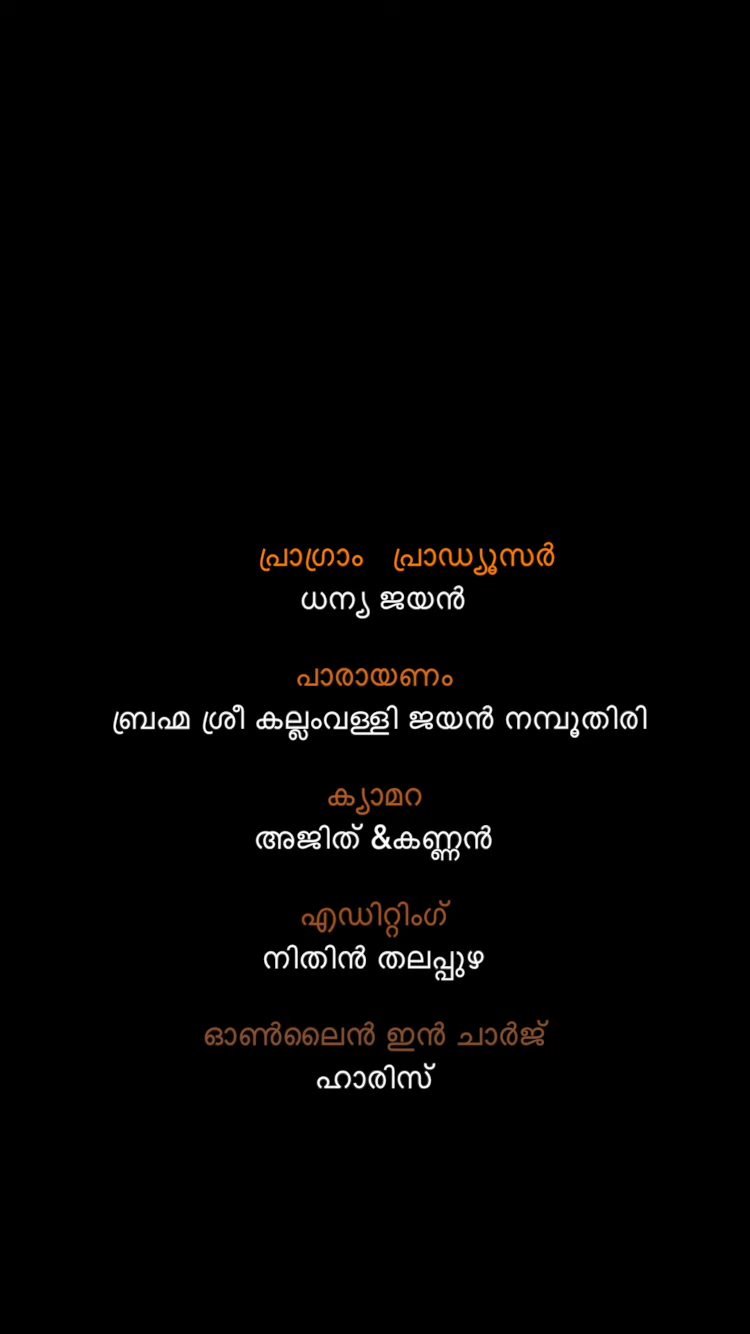 പ്രാഗ്രാം പ്രാഡ്യൂസർ
ധന്യ ജയൻ
പാരായണം
ബ്രഹ്മ ശ്രീ കല്ലംവള്ളി ജയൻ നമ്പൂതിരി
ക്യാമറ
അജിത് &കണ്ണൻ
എഡിറ്റിംഗ്
നിതിൻ തലപ്പുഴ
ഓൺലൈൻ ഇൻ ചാർജ്
ഹാരിസ്